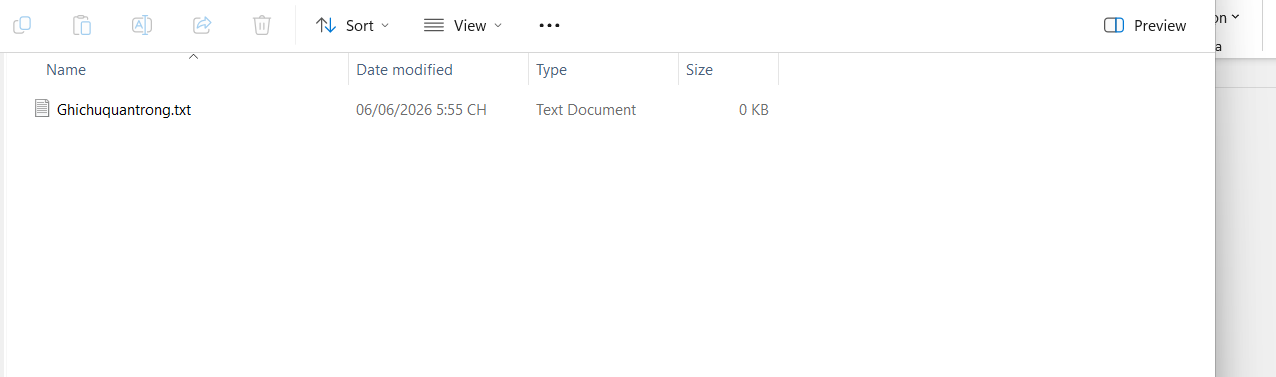 Sort View ••• Preview on
a
Name Date modified Type Size
Ghichuquantrong.txt 06/06/2026 5:55 CH Text Document 0 KB